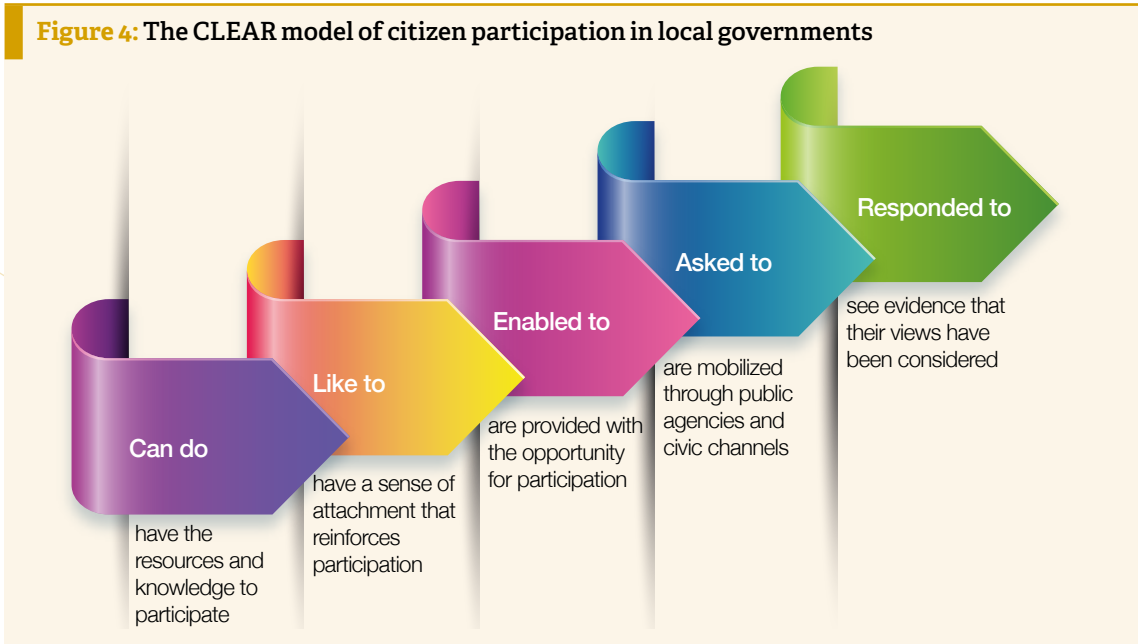 Figure 4: The CLEAR model of citizen participation in local governments
Can do
have the
resources and
knowledge to
participate
Like to
have a sense of
attachment that
reinforces
participation
Enabled to
are provided with
the opportunity
for participation
Asked to
are mobilized
through public
agencies and
civic channels
Responded to
see evidence that
their views have
been considered